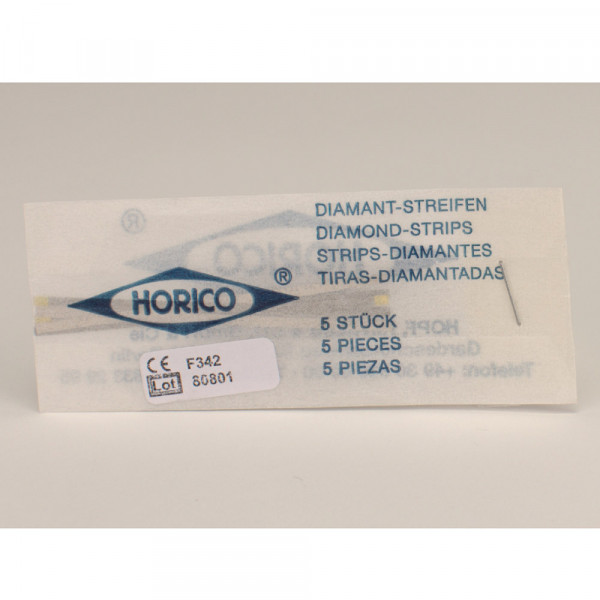 DIAMANT-STREIFEN
DIAMOND-STRIPS
STRIPS-DIAMANTES
TIRAS-DIAMANTADAS
HORICO ®
5 STÜCK
5 PIECES
5 PIEZAS
CE F342
Lot 80801